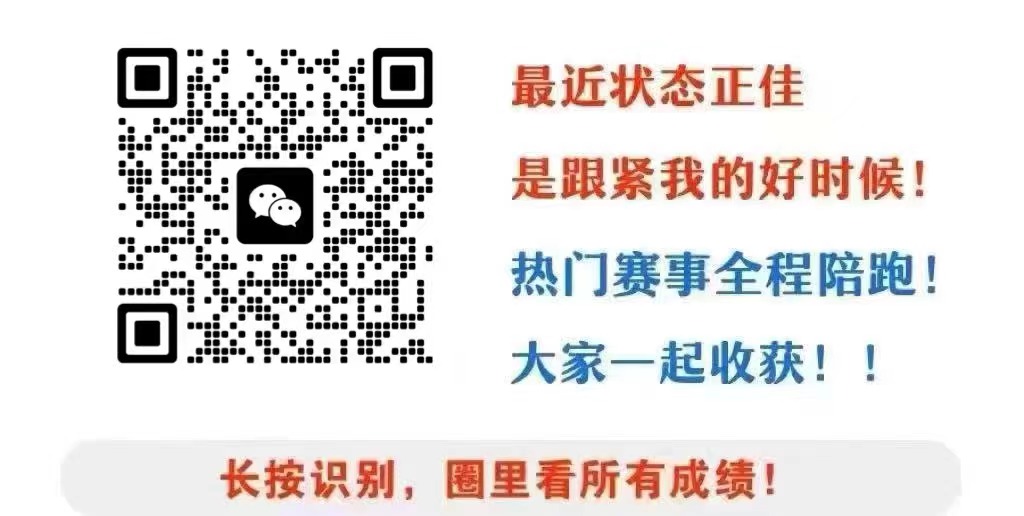 最近状态正佳
是跟紧我的好时候！
热门赛事全程陪跑！
大家一起收获！！
长按识别，圈里看所有成绩！